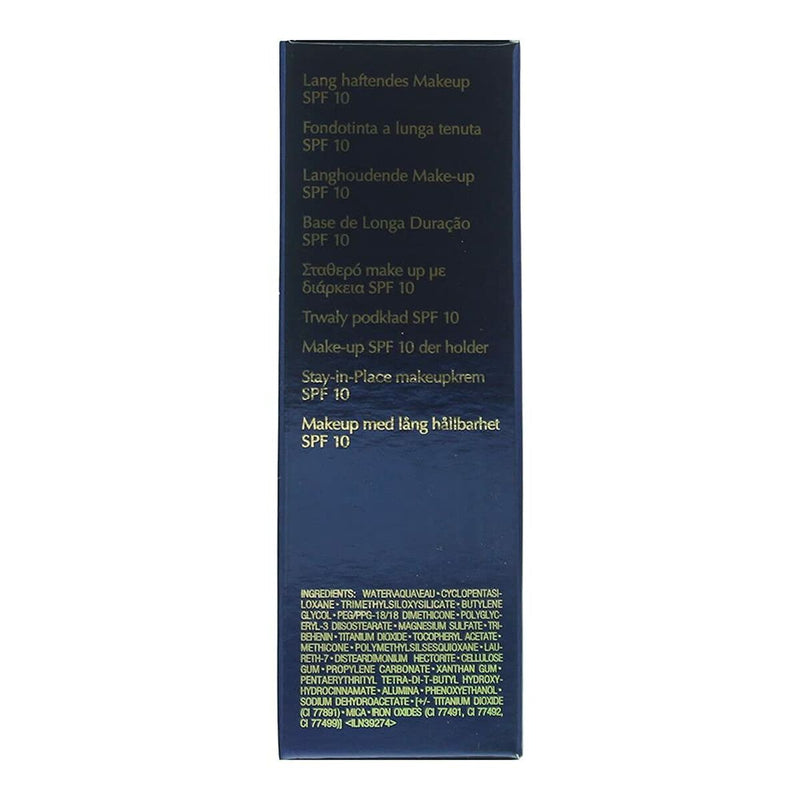 Lang haftendes Makeup
SPF 10
Fondotinta a lunga tenuta
SPF 10
Langhoudende Make-up
SPF 10
Base de Longa Duração
SPF 10
Σταθερό make up με
διάρκεια SPF 10
Trwały podkład SPF 10
Make-up SPF 10 der holder
Stay-in-Place makeupkrem
SPF 10
Makeup med lång hållbarhet
SPF 10
INGREDIENTS: WATER\AQUA\EAU • CYCLOPENTASI-
LOXANE • TRIMETHYLSILOXYSILICATE • BUTYLENE
GLYCOL • PEG/PPG-18/18 DIMETHICONE • POLYGLYC-
ERYL-3 DIISOSTEARATE • MAGNESIUM SULFATE • TRI-
BEHENIN • TITANIUM DIOXIDE • TOCOPHERYL ACETATE •
METHICONE • POLYMETHYLSILSESQUIOXANE • LAU-
RETH-7 • DISTEARDIMONIUM HECTORITE • CELLULOSE
GUM • PROPYLENE CARBONATE • XANTHAN GUM •
PENTAERYTHRITYL TETRA-DI-T-BUTYL HYDROXY-
HYDROCINNAMATE • ALUMINA • PHENOXYETHANOL •
SODIUM DEHYDROACETATE • [+/- TITANIUM DIOXIDE
(CI 77891) • MICA • IRON OXIDES (CI 77491, CI 77492,
CI 77499)] <ILN39274>